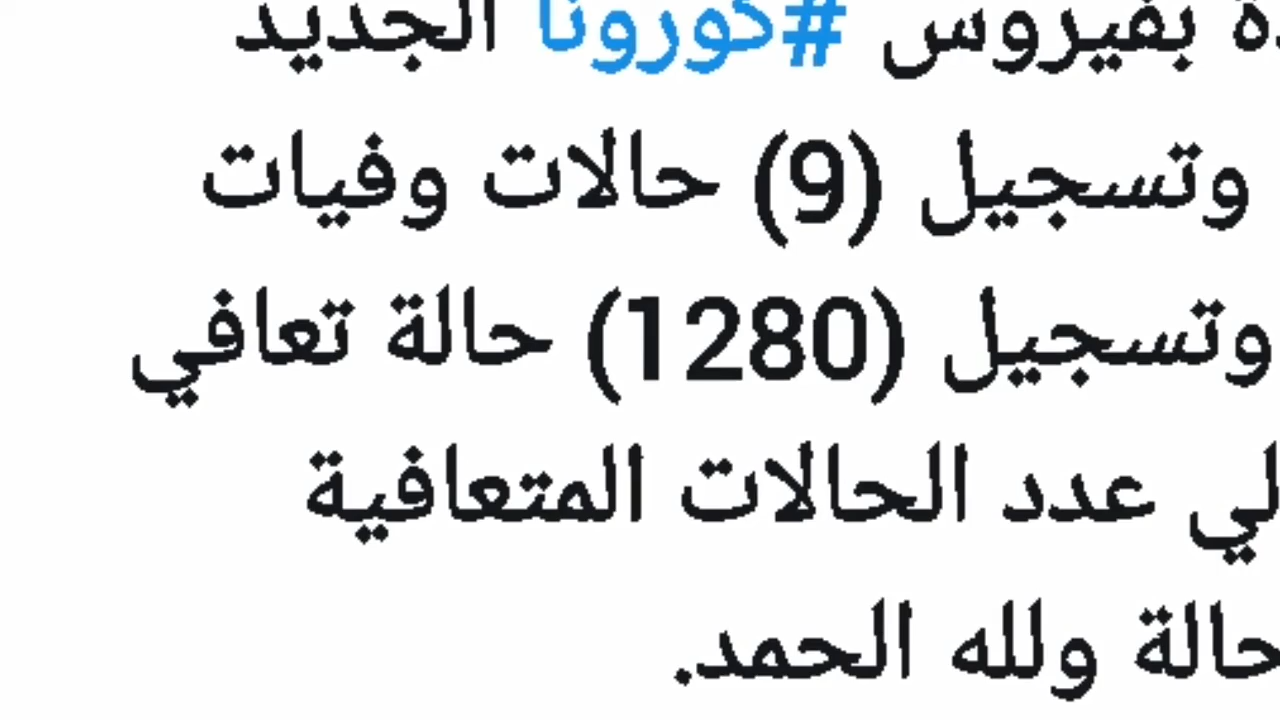 بفيروس #كورونا الجديد
وتسجيل (9) حالات وفيات
وتسجيل (1280) حالة تعافي
عدد الحالات المتعافية
حالة ولله الحمد.